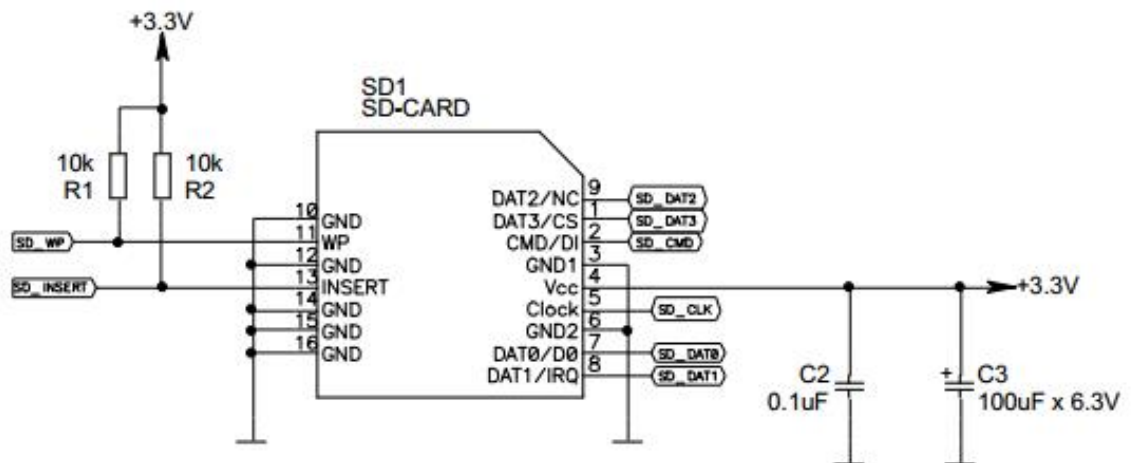 +3.3V
SD1
SD-CARD
10k
R1
10k
R2
SD_WP
SD_INSERT
10
GND
11
WP
12
GND
13
INSERT
14
GND
15
GND
16
GND
DAT2/NC
9
SD_DAT2
DAT3/CS
1
SD_DAT3
CMD/DI
2
SD_CMD
GND1
3
Vcc
4
+3.3V
Clock
5
SD_CLK
GND2
6
DAT0/D0
7
SD_DAT0
DAT1/IRQ
8
SD_DAT1
C2
0.1uF
+
C3
100uF x 6.3V